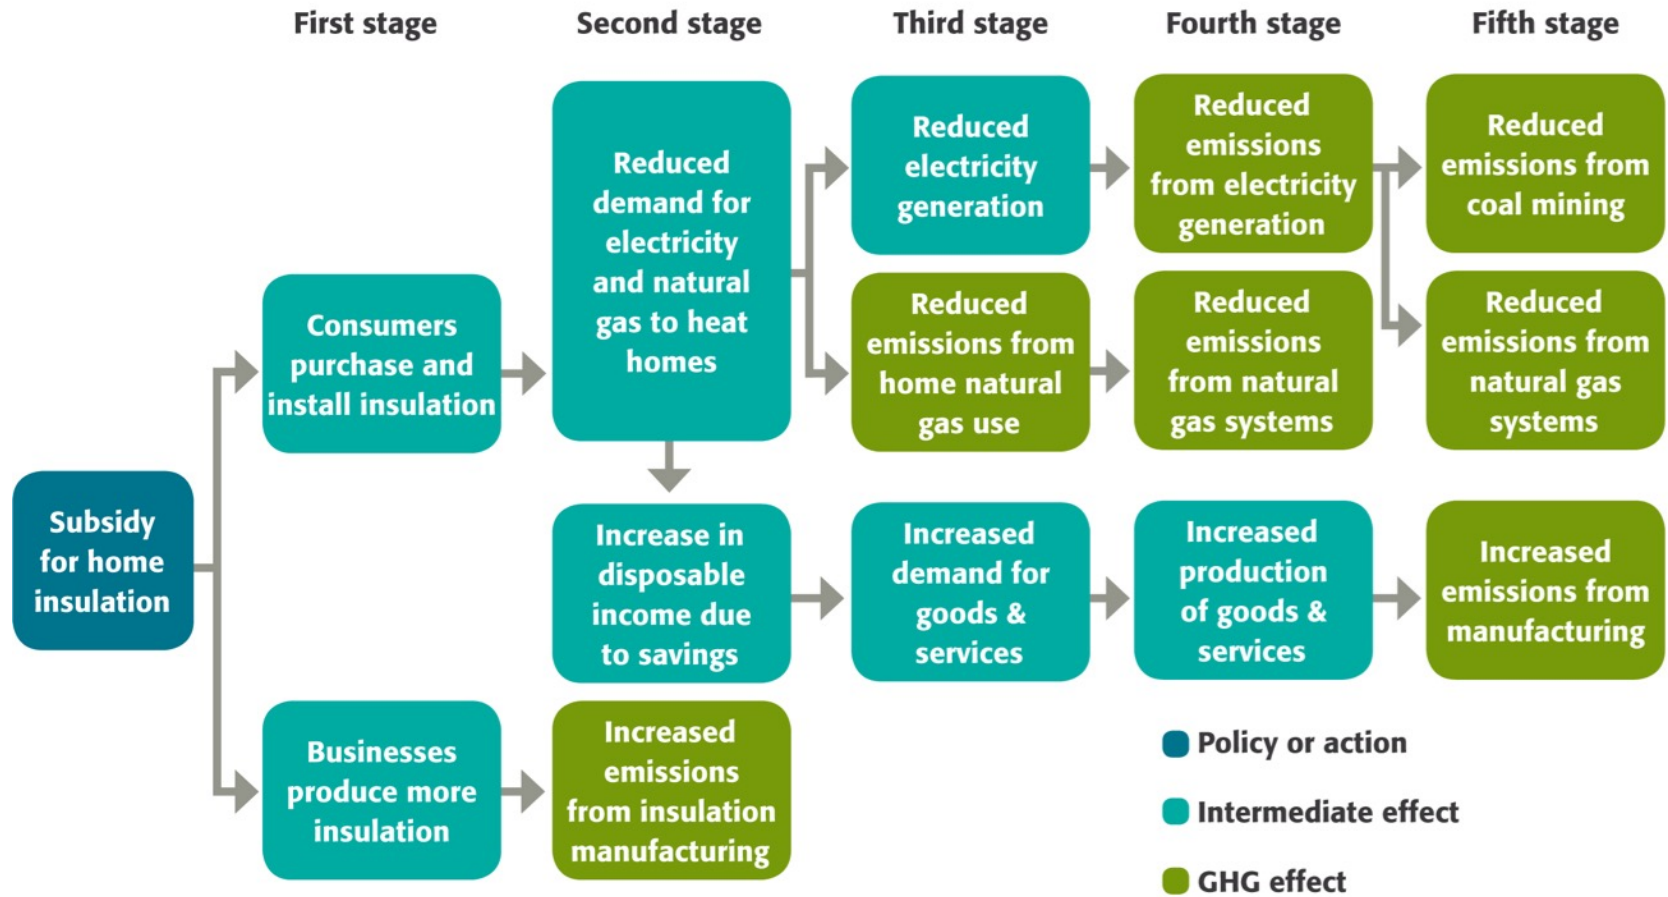 First stage
Second stage
Third stage
Fourth stage
Fifth stage
Subsidy
for home
insulation
Consumers
purchase and
install insulation
Businesses
produce more
insulation
Reduced
demand for
electricity
and natural
gas to heat
homes
Increase in
disposable
income due
to savings
Increased
emissions
from insulation
manufacturing
Reduced
electricity
generation
Reduced
emissions from
home natural
gas use
Increased
demand for
goods &
services
Reduced
emissions
from electricity
generation
Reduced
emissions
from natural
gas systems
Increased
production
of goods &
services
Reduced
emissions from
coal mining
Reduced
emissions from
natural gas
systems
Increased
emissions from
manufacturing
Policy or action
Intermediate effect
GHG effect